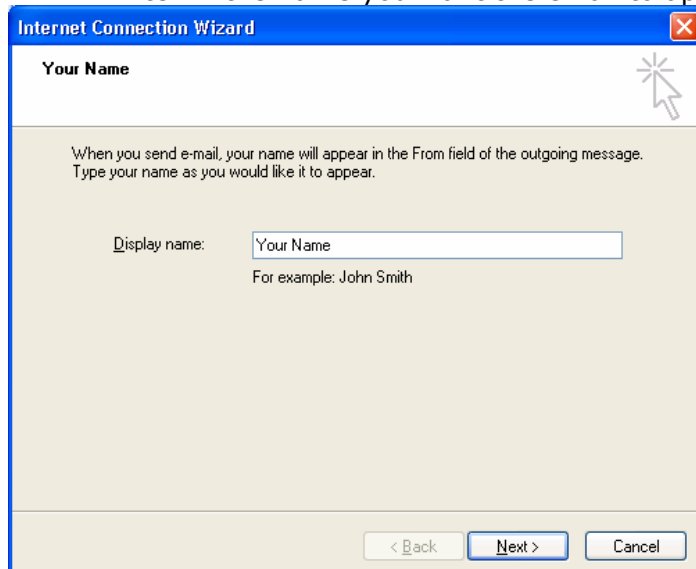 Internet Connection Wizard
Your Name
When you send e-mail, your name will appear in the From field of the outgoing message.
Type your name as you would like it to appear.
Display name: Your Name
For example: John Smith
< Back Next > Cancel